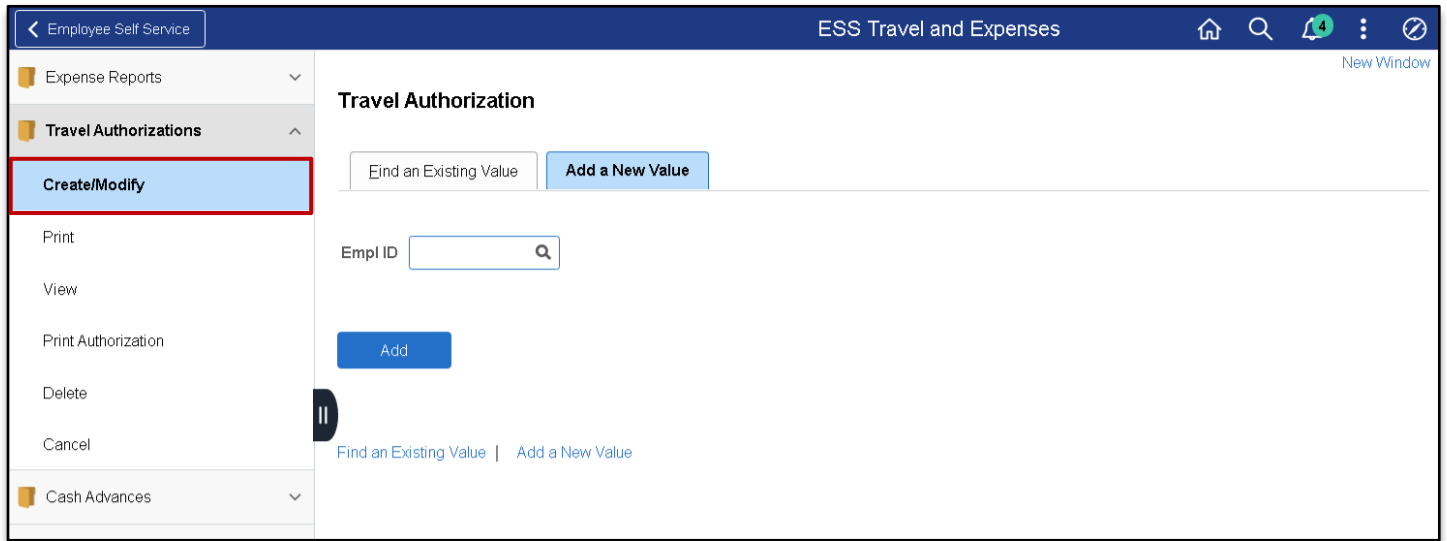 Employee Self Service
ESS Travel and Expenses
4
New Window
Expense Reports
Travel Authorizations
Create/Modify
Print
View
Print Authorization
Delete
Cancel
Cash Advances
Travel Authorization
Find an Existing Value
Add a New Value
Empl ID
Add
Find an Existing Value | Add a New Value